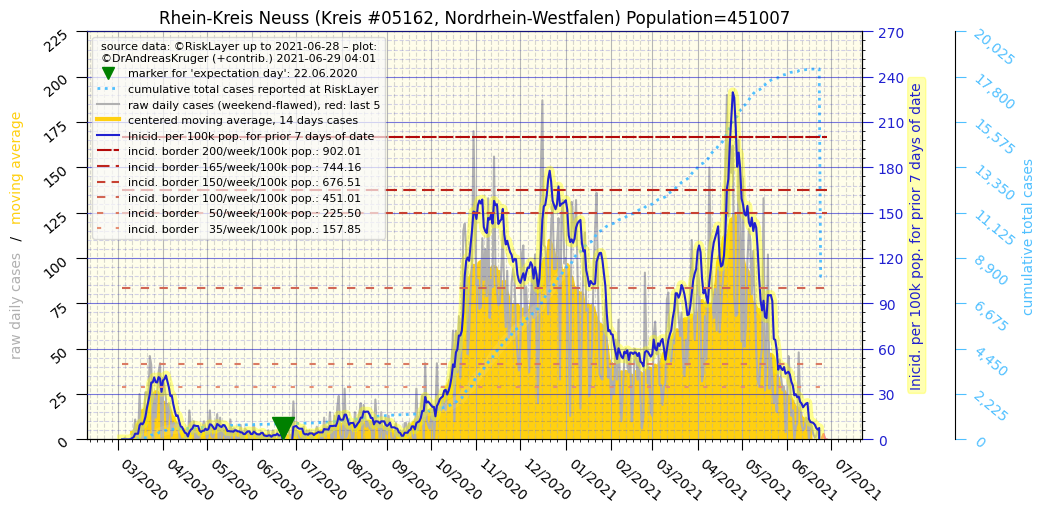 Rhein-Kreis Neuss (Kreis #05162, Nordrhein-Westfalen) Population=451007
source data: ©RiskLayer up to 2021-06-28 – plot:
©DrAndreasKruger (+contrib.) 2021-06-29 04:01
marker for 'expectation day': 22.06.2020
cumulative total cases reported at RiskLayer
raw daily cases (weekend-flawed), red: last 5
centered moving average, 14 days cases
Inicid. per 100k pop. for prior 7 days of date
incid. border 200/week/100k pop.: 902.01
incid. border 165/week/100k pop.: 744.16
incid. border 150/week/100k pop.: 676.51
incid. border 100/week/100k pop.: 451.01
incid. border   50/week/100k pop.: 225.50
incid. border   35/week/100k pop.: 157.85
raw daily cases  /  moving average
225
200
175
150
125
100
75
50
25
0
03/2020
04/2020
05/2020
06/2020
07/2020
08/2020
09/2020
10/2020
11/2020
12/2020
01/2021
02/2021
03/2021
04/2021
05/2021
06/2021
07/2021
270
240
210
180
150
120
90
60
30
0
Inicid. per 100k pop. for prior 7 days of date
20,025
17,800
15,575
13,350
11,125
8,900
6,675
4,450
2,225
0
cumulative total cases